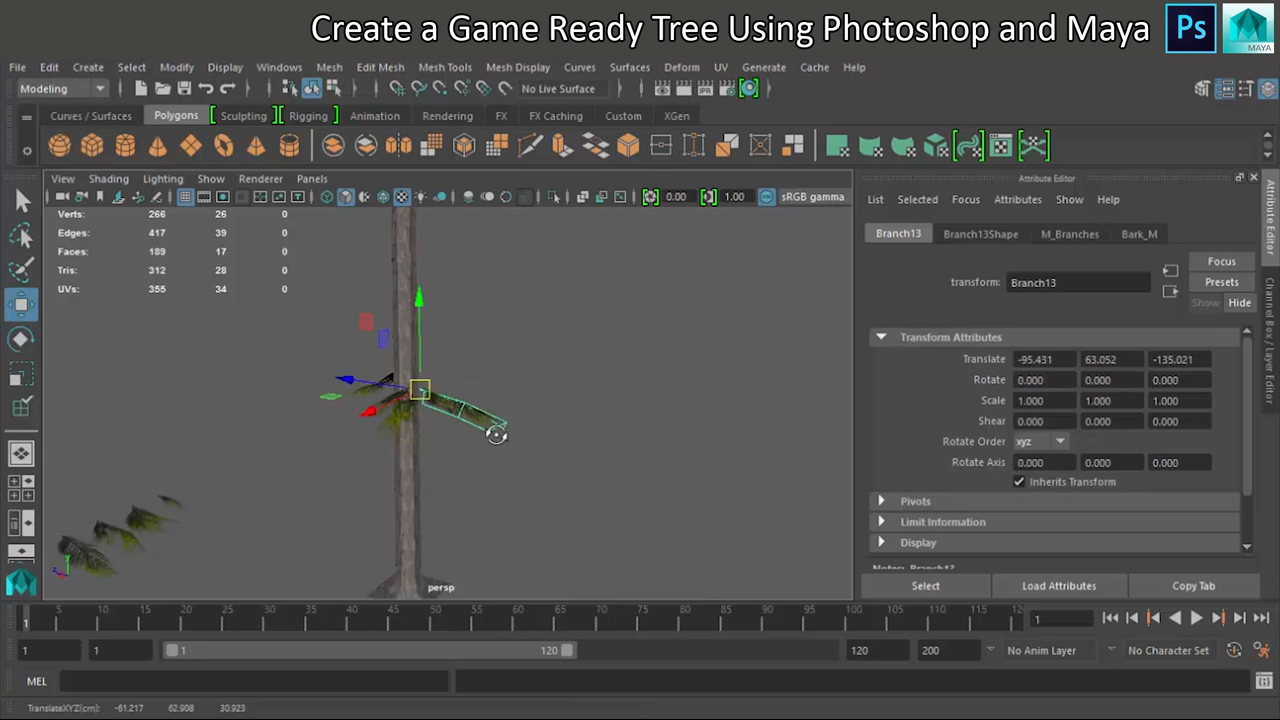 Create a Game Ready Tree Using Photoshop and Maya Ps MAYA
File Edit Create Select Modify Display Windows Mesh Edit Mesh Mesh Tools Mesh Display Curves Surfaces Deform UV Generate Cache Help
Modeling No Live Surface
Curves / Surfaces Polygons Sculpting Rigging Animation Rendering FX FX Caching Custom XGen
View Shading Lighting Show Renderer Panels
0.00 1.00 sRGB gamma
Verts: 266 26 0
Edges: 417 39 0
Faces: 189 17 0
Tris: 312 28 0
UVs: 355 34 0
persp
Attribute Editor
List Selected Focus Attributes Show Help
Branch13 Branch13Shape M_Branches Bark_M
transform: Branch13
Focus
Presets
Show Hide
Transform Attributes
Translate -95.431 63.052 -135.021
Rotate 0.000 0.000 0.000
Scale 1.000 1.000 1.000
Shear 0.000 0.000 0.000
Rotate Order xyz
Rotate Axis 0.000 0.000 0.000
Inherits Transform
Pivots
Limit Information
Display
Notes: Branch13
Select Load Attributes Copy Tab
Attribute Editor
Channel Box / Layer Editor
5 10 15 20 25 30 35 40 45 50 55 60 65 70 75 80 85 90 95 100 105 110 115 12
1 1
1 1 1 120 120 200 No Anim Layer No Character Set
MEL
TranslateXYZ(cm): -61.217 62.908 30.923